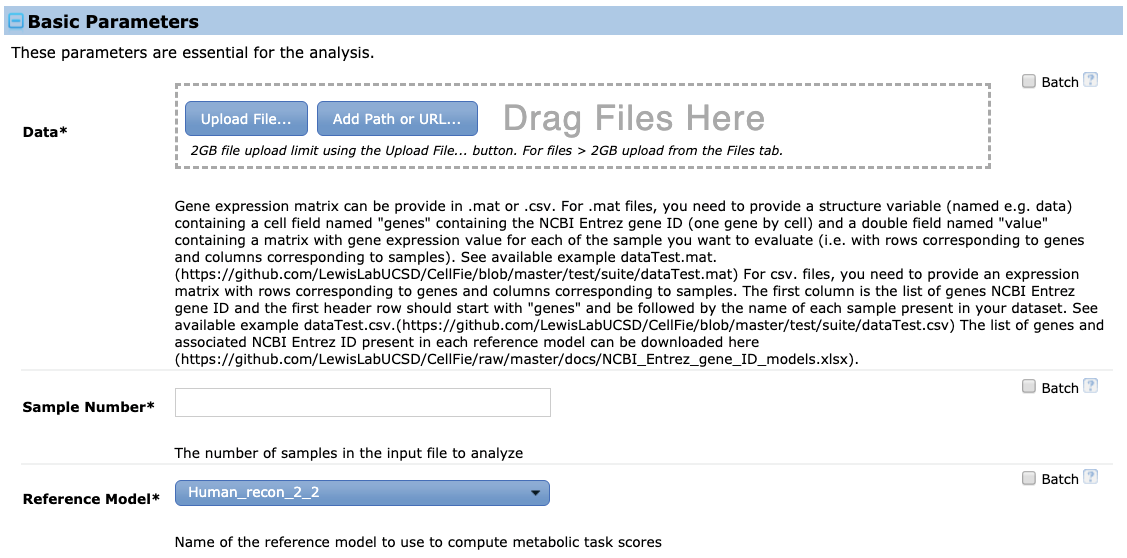 Basic Parameters
These parameters are essential for the analysis.
Batch ?
Data*
Upload File...
Add Path or URL...
Drag Files Here
2GB file upload limit using the Upload File... button. For files > 2GB upload from the Files tab.
Gene expression matrix can be provide in .mat or .csv. For .mat files, you need to provide a structure variable (named e.g. data)
containing a cell field named "genes" containing the NCBI Entrez gene ID (one gene by cell) and a double field named "value"
containing a matrix with gene expression value for each of the sample you want to evaluate (i.e. with rows corresponding to genes
and columns corresponding to samples). See available example dataTest.mat.
(https://github.com/LewisLabUCSD/CellFie/blob/master/test/suite/dataTest.mat) For csv. files, you need to provide an expression
matrix with rows corresponding to genes and columns corresponding to samples. The first column is the list of genes NCBI Entrez
gene ID and the first header row should start with "genes" and be followed by the name of each sample present in your dataset. See
available example dataTest.csv.(https://github.com/LewisLabUCSD/CellFie/blob/master/test/suite/dataTest.csv) The list of genes and
associated NCBI Entrez ID present in each reference model can be downloaded here
(https://github.com/LewisLabUCSD/CellFie/raw/master/docs/NCBI_Entrez_gene_ID_models.xlsx).
Batch ?
Sample Number*
The number of samples in the input file to analyze
Batch ?
Reference Model*
Human_recon_2_2
Name of the reference model to use to compute metabolic task scores